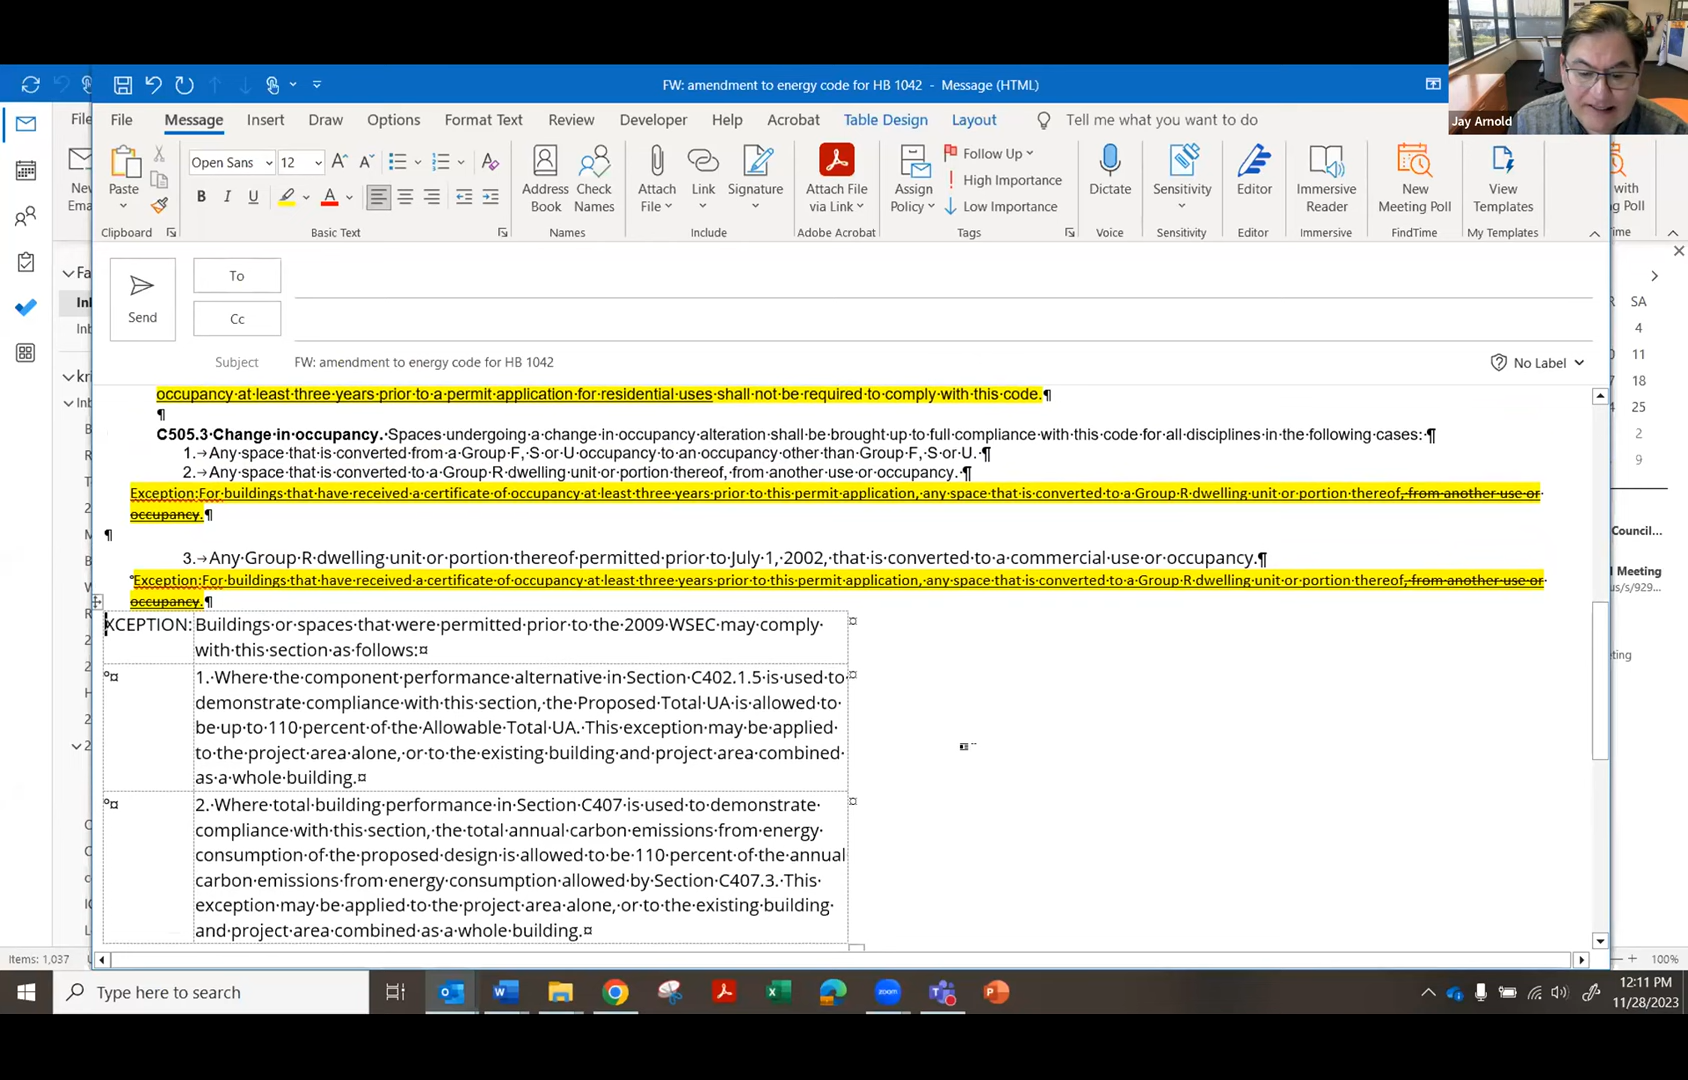 Jay Arnold
FW: amendment to energy code for HB 1042 - Message (HTML)
File
Message Insert Draw Options Format Text Review Developer Help Acrobat Table Design Layout Tell me what you want to do
Open Sans 12
Paste
B I U A
Address Book
Check Names
Attach File
Link
Signature
Attach File via Link
Assign Policy
Follow Up
High Importance
Low Importance
Dictate
Sensitivity
Editor
Immersive Reader
New Meeting Poll
View Templates
Clipboard Basic Text Names Include Adobe Acrobat Tags Voice Sensitivity Editor Immersive FindTime My Templates
To
Cc
Send
Subject FW: amendment to energy code for HB 1042
No Label
SA
4
11
18
25
2
9
occupancy at least three years prior to a permit application for residential uses shall not be required to comply with this code.¶
¶
C505.3 Change in occupancy. Spaces undergoing a change in occupancy alteration shall be brought up to full compliance with this code for all disciplines in the following cases:¶
1.→Any space that is converted from a Group F, S or U occupancy to an occupancy other than Group F, S or U.¶
2.→Any space that is converted to a Group R dwelling unit or portion thereof, from another use or occupancy.¶
Exception:For buildings that have received a certificate of occupancy at least three years prior to this permit application, any space that is converted to a Group R dwelling unit or portion thereof, from another use or
occupancy.¶
¶
3.→Any Group R dwelling unit or portion thereof permitted prior to July 1, 2002, that is converted to a commercial use or occupancy.¶
Exception:For buildings that have received a certificate of occupancy at least three years prior to this permit application, any space that is converted to a Group R dwelling unit or portion thereof, from another use or
occupancy.¶
XCEPTION: Buildings or spaces that were permitted prior to the 2009 WSEC may comply
with this section as follows:¤
1. Where the component performance alternative in Section C402.1.5 is used to
demonstrate compliance with this section, the Proposed Total UA is allowed to
be up to 110 percent of the Allowable Total UA. This exception may be applied
to the project area alone, or to the existing building and project area combined
as a whole building.¤
2. Where total building performance in Section C407 is used to demonstrate
compliance with this section, the total annual carbon emissions from energy
consumption of the proposed design is allowed to be 110 percent of the annual
carbon emissions from energy consumption allowed by Section C407.3. This
exception may be applied to the project area alone, or to the existing building
and project area combined as a whole building.¤
Council...
Meeting
us/s/929...
Items: 1,037
100%
Type here to search
12:11 PM
11/28/2023